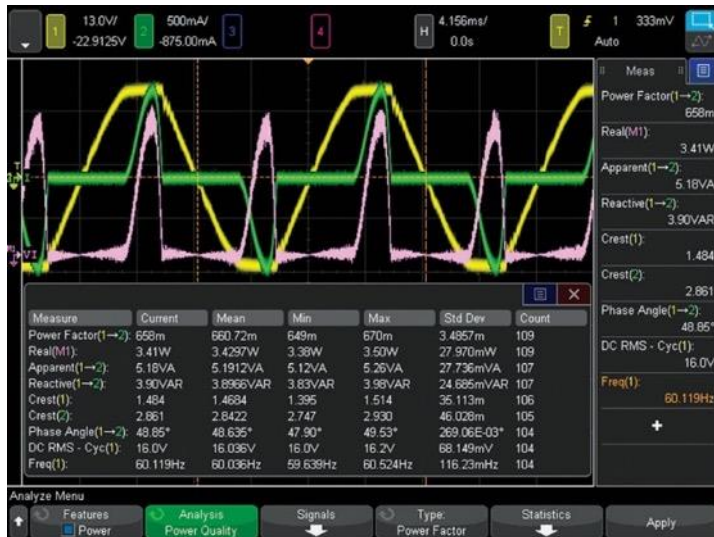 1 13.0V/ 2 500mA/ 3 4 H 4.156ms/ T 1 333mV
-22.9125V -875.00mA 0.0s Auto
Meas
Power Factor(1→2):
658m
Real(M1):
3.41W
Apparent(1→2):
5.18VA
Reactive(1→2):
3.90VAR
Crest(1):
1.484
Crest(2):
2.861
Phase Angle(1→2):
48.85°
DC RMS - Cyc(1):
16.0V
Freq(1):
60.119Hz
+
Measure Current Mean Min Max Std Dev Count
Power Factor(1→2): 658m 660.72m 649m 670m 3.4857m 109
Real(M1): 3.41W 3.4297W 3.38W 3.50W 27.970mW 109
Apparent(1→2): 5.18VA 5.1912VA 5.12VA 5.26VA 27.736mVA 107
Reactive(1→2): 3.90VAR 3.8966VAR 3.83VAR 3.98VAR 24.685mVAR 107
Crest(1): 1.484 1.4684 1.395 1.514 35.113m 106
Crest(2): 2.861 2.8422 2.747 2.930 46.028m 105
Phase Angle(1→2): 48.85° 48.635° 47.90° 49.53° 269.06E-03° 104
DC RMS - Cyc(1): 16.0V 16.036V 16.0V 16.2V 68.149mV 104
Freq(1): 60.119Hz 60.036Hz 59.639Hz 60.524Hz 116.23mHz 104
Analyze Menu
Features Analysis Signals Type: Statistics Apply
Power Power Quality Power Factor